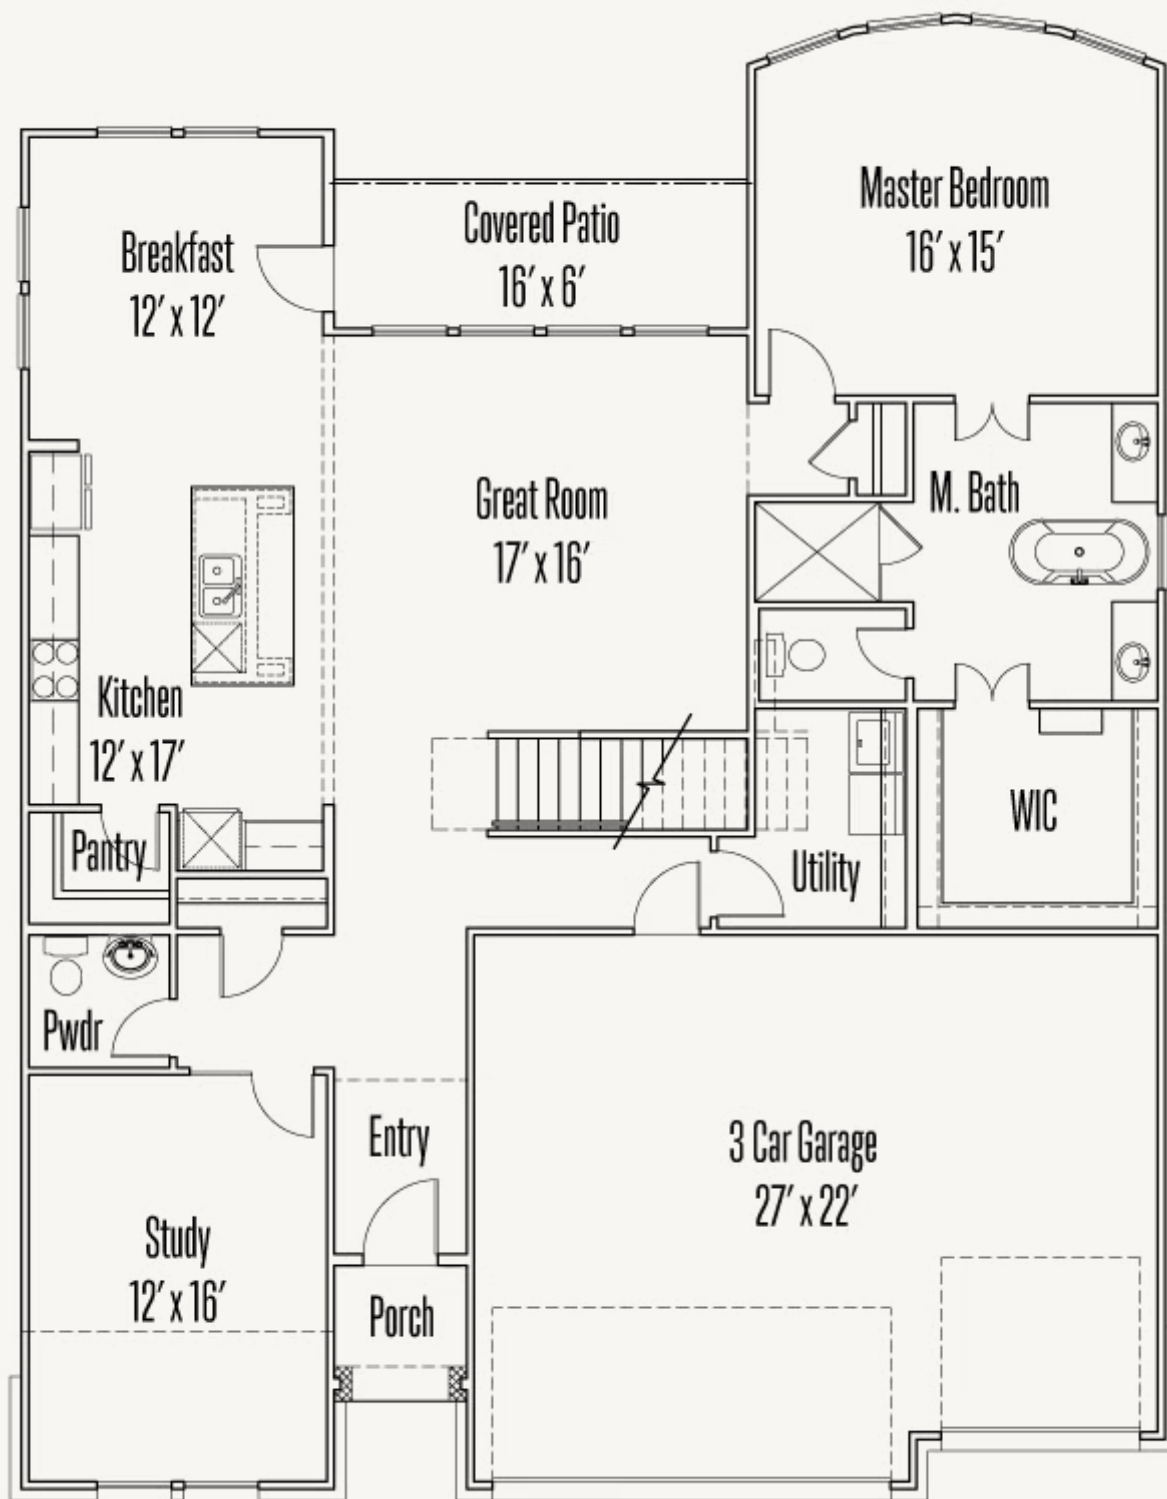 Master Bedroom
16′ x 15′
Covered Patio
16′ x 6′
Breakfast
12′ x 12′
Great Room
17′ x 16′
M. Bath
Kitchen
12′ x 17′
WIC
Pantry
Utility
Pwdr
Entry
3 Car Garage
27′ x 22′
Study
12′ x 16′
Porch